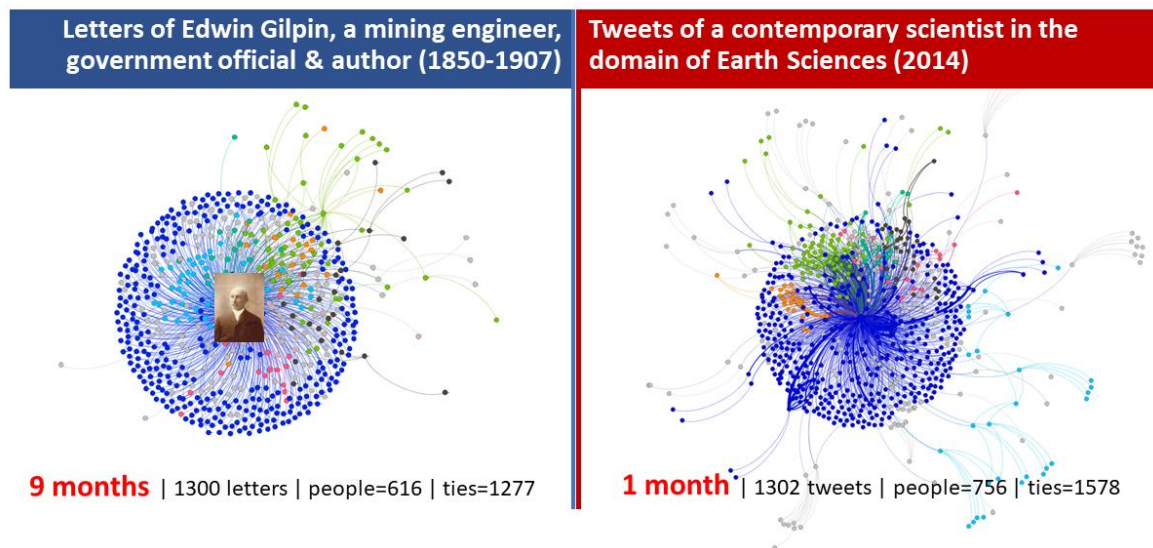 Letters of Edwin Gilpin, a mining engineer,
government official & author (1850-1907)
Tweets of a contemporary scientist in the
domain of Earth Sciences (2014)
9 months | 1300 letters | people=616 | ties=1277
1 month | 1302 tweets | people=756 | ties=1578